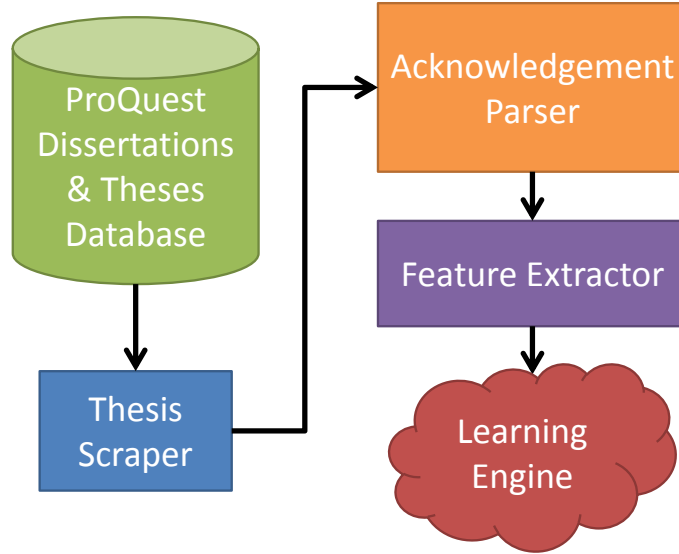 ProQuest
Dissertations
& Theses
Database
Thesis
Scraper
Acknowledgement
Parser
Feature Extractor
Learning
Engine